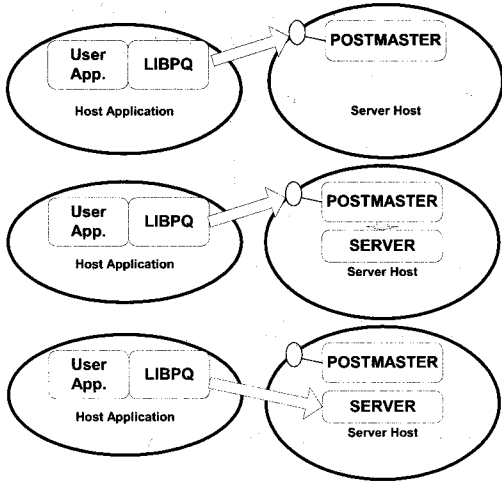 User
App.
LIBPQ
Host Application
POSTMASTER
Server Host
User
App.
LIBPQ
Host Application
POSTMASTER
SERVER
Server Host
User
App.
LIBPQ
Host Application
POSTMASTER
SERVER
Server Host